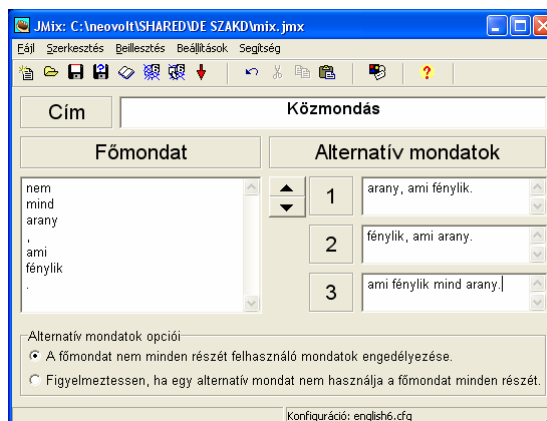 JMix: C:\neovolt\SHARED\DE SZAKD\mix.jmx
Fájl Szerkesztés Beillesztés Beállítások Segítség
Cím
Közmondás
Főmondat
Alternatív mondatok
nem
mind
arany
,
ami
fénylik
.
1
arany, ami fénylik.
2
fénylik, ami arany.
3
ami fénylik mind arany.
Alternatív mondatok opciói
A főmondat nem minden részét felhasználó mondatok engedélyezése.
Figyelmeztessen, ha egy alternatív mondat nem használja a főmondat minden részét.
Konfiguráció: english6.cfg